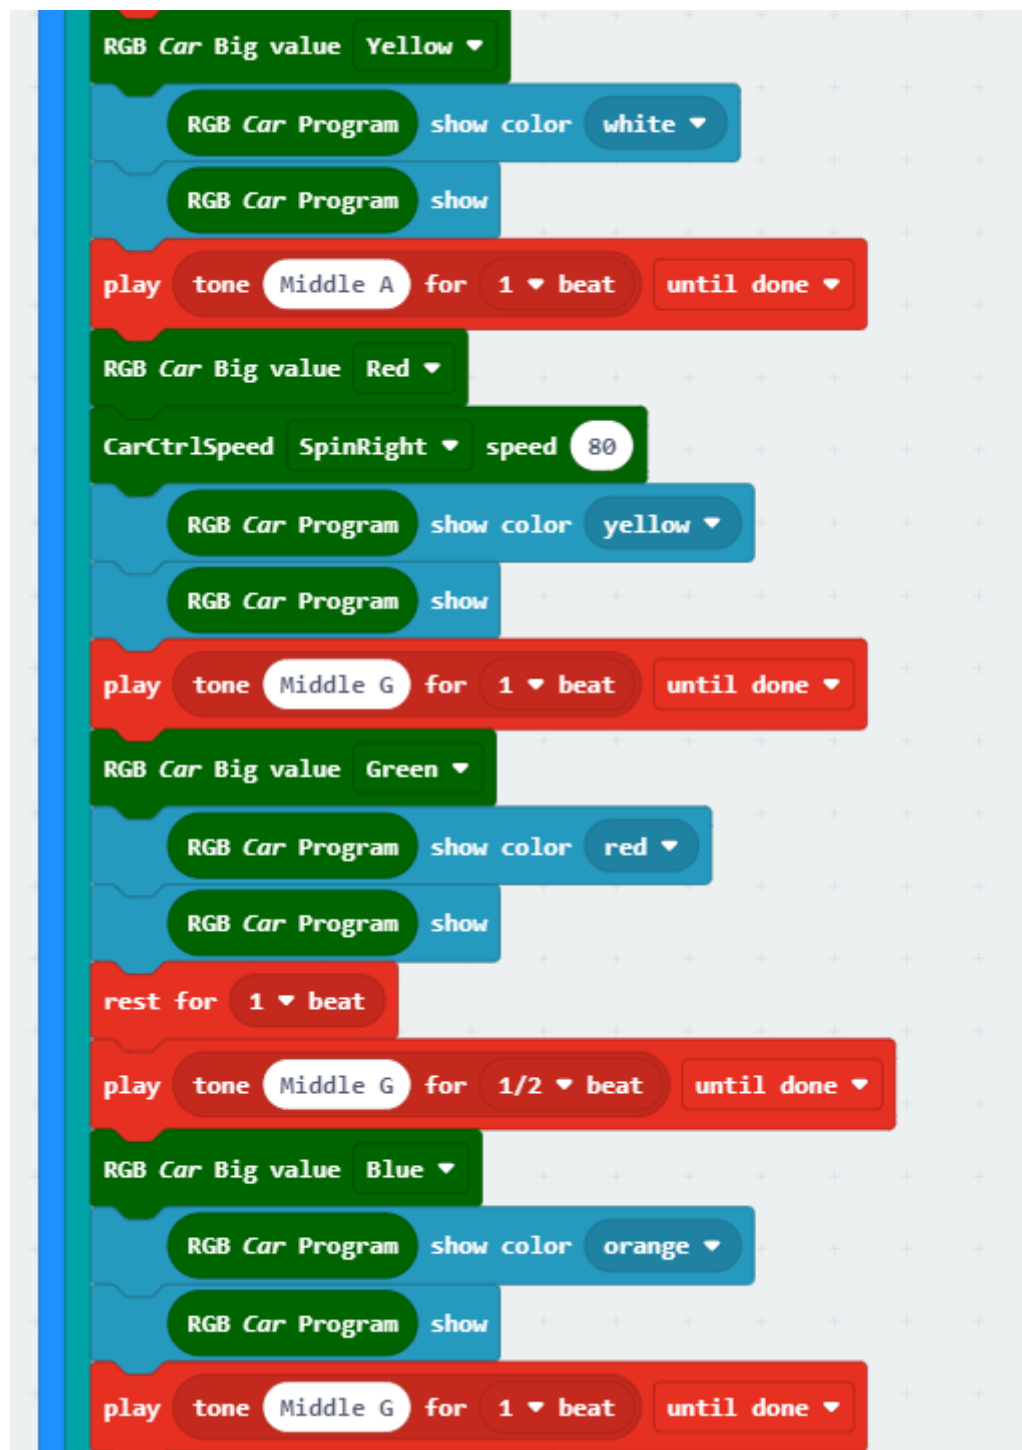 RGB Car Big value Yellow
RGB Car Program show color white
RGB Car Program show
play tone Middle A for 1 beat until done
RGB Car Big value Red
CarCtrlSpeed SpinRight speed 80
RGB Car Program show color yellow
RGB Car Program show
play tone Middle G for 1 beat until done
RGB Car Big value Green
RGB Car Program show color red
RGB Car Program show
rest for 1 beat
play tone Middle G for 1/2 beat until done
RGB Car Big value Blue
RGB Car Program show color orange
RGB Car Program show
play tone Middle G for 1 beat until done